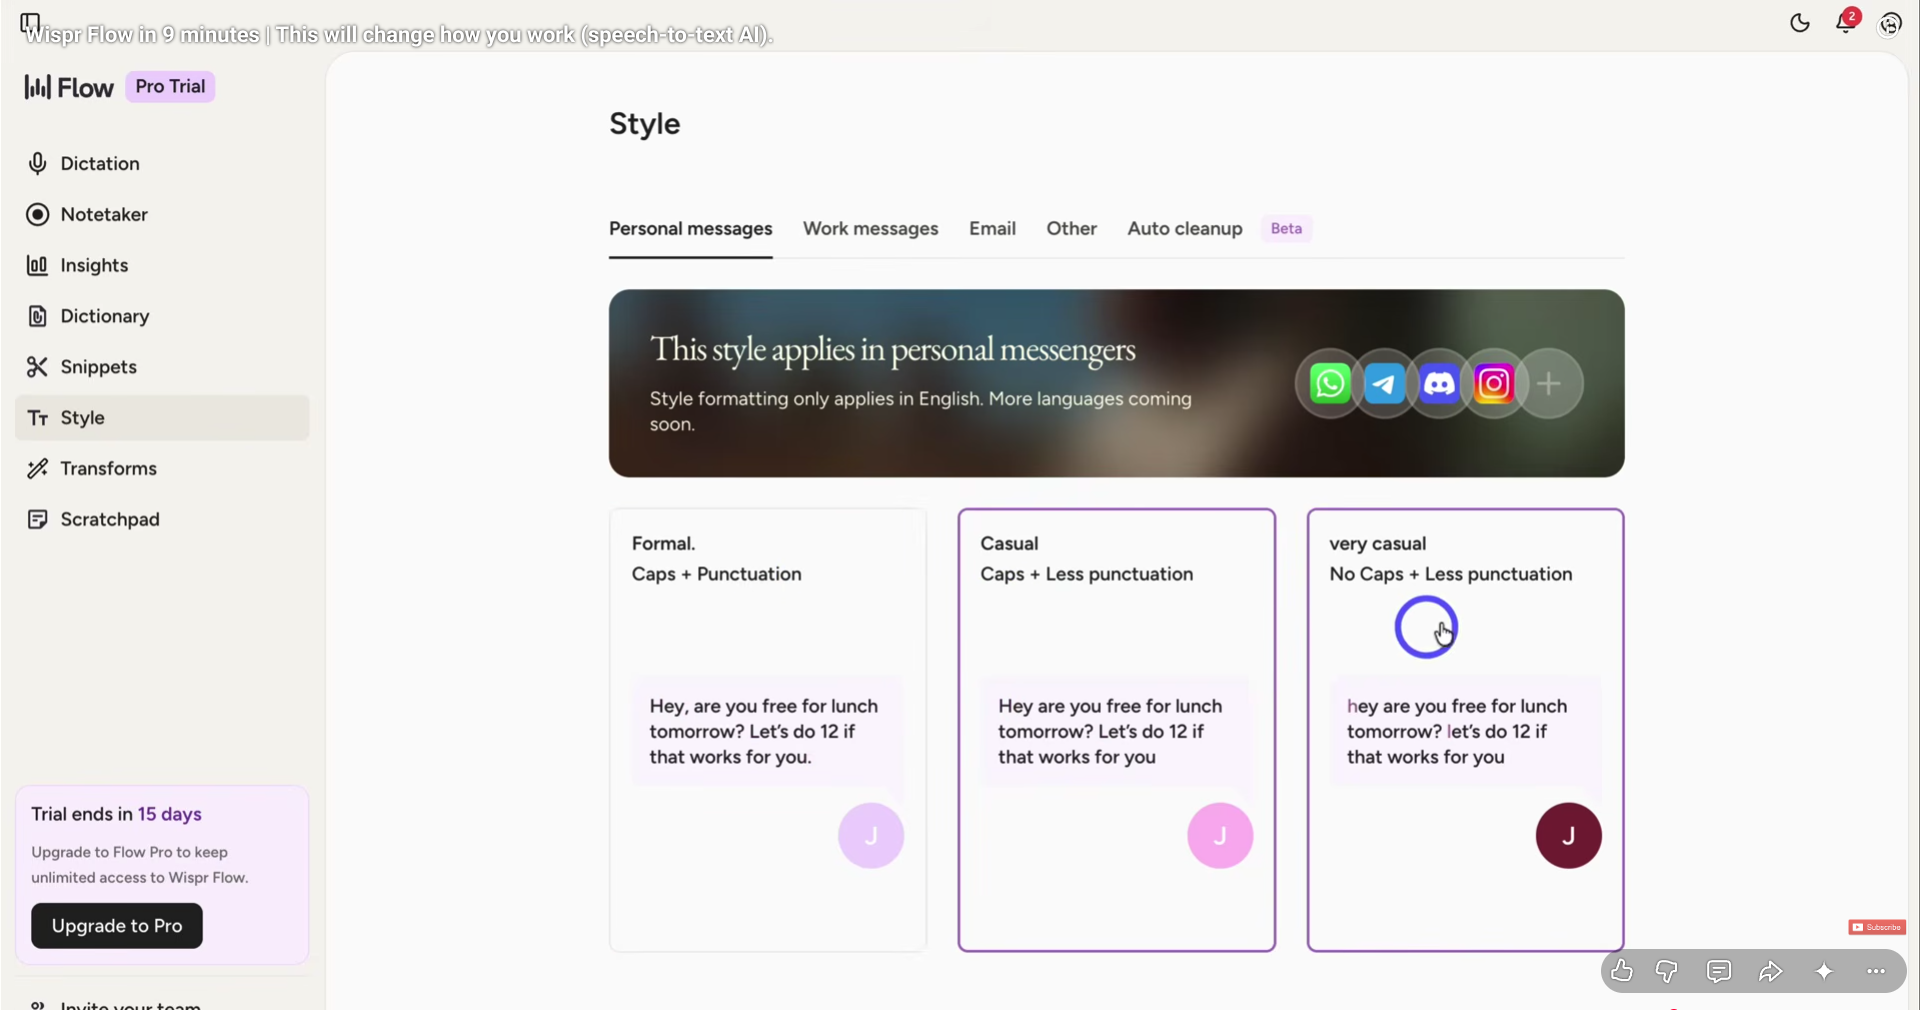 Wispr Flow in 9 minutes | This will change how you work (speech-to-text AI).
2
Flow Pro Trial
Dictation
Notetaker
Insights
Dictionary
Snippets
Style
Transforms
Scratchpad
Trial ends in 15 days
Upgrade to Flow Pro to keep
unlimited access to Wispr Flow.
Upgrade to Pro
Invite your team
Style
Personal messages Work messages Email Other Auto cleanup Beta
This style applies in personal messengers
Style formatting only applies in English. More languages coming
soon.
Formal.
Caps + Punctuation
Hey, are you free for lunch
tomorrow? Let's do 12 if
that works for you.
J
Casual
Caps + Less punctuation
Hey are you free for lunch
tomorrow? Let's do 12 if
that works for you
J
very casual
No Caps + Less punctuation
hey are you free for lunch
tomorrow? let's do 12 if
that works for you
J
Subscribe